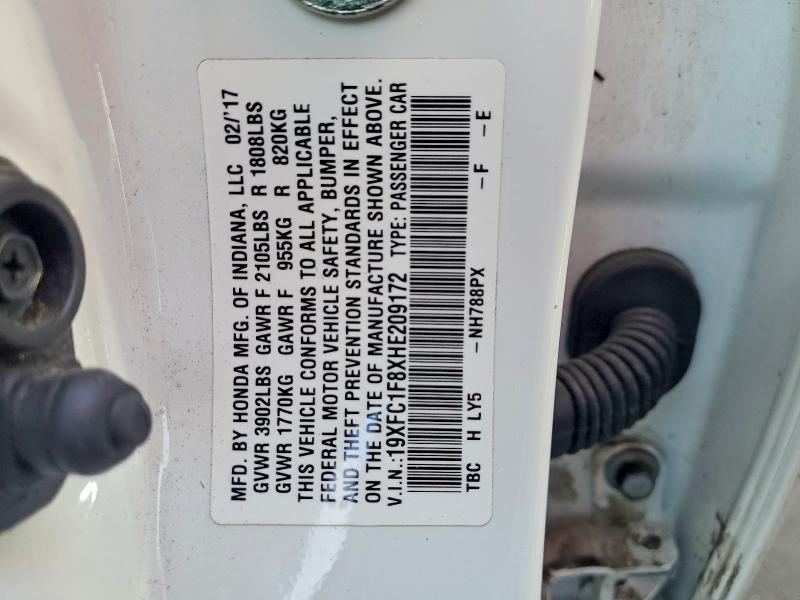 MFD. BY HONDA MFG. OF INDIANA, LLC 02/'17
GVWR 3902LBS GAWR F 2105LBS R 1808LBS
GVWR 1770KG GAWR F 955KG R 820KG
THIS VEHICLE CONFORMS TO ALL APPLICABLE
FEDERAL MOTOR VEHICLE SAFETY, BUMPER,
AND THEFT PREVENTION STANDARDS IN EFFECT
ON THE DATE OF MANUFACTURE SHOWN ABOVE.
V.I.N.:19XFC1F8XHE209172 TYPE: PASSENGER CAR
TBC H LY5 -NH788PX -F -E